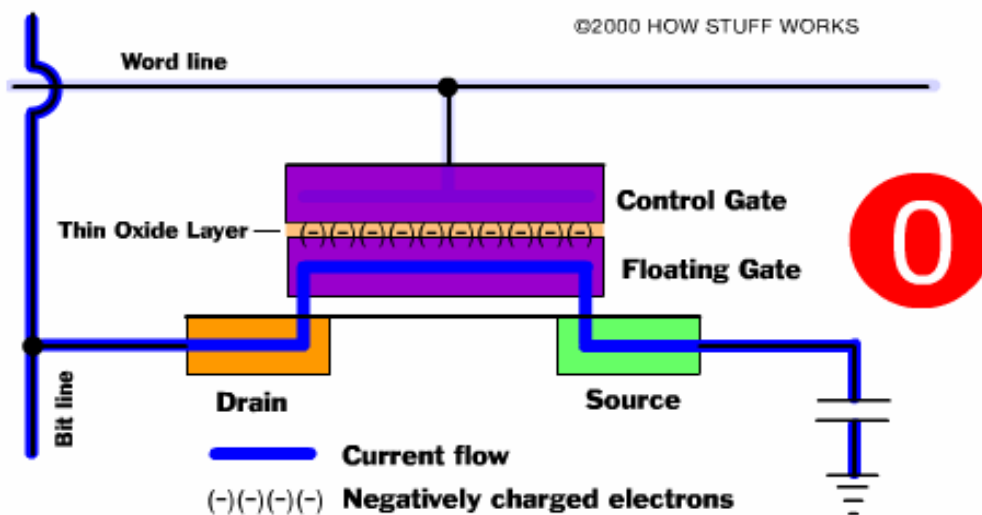 ©2000 HOW STUFF WORKS
Word line
Control Gate
Thin Oxide Layer
(-)(-)(-)(-)(-)(-)(-)(-)(-)(-)
Floating Gate
0
Drain
Source
Bit line
Current flow
(-)(-)(-)(-) Negatively charged electrons